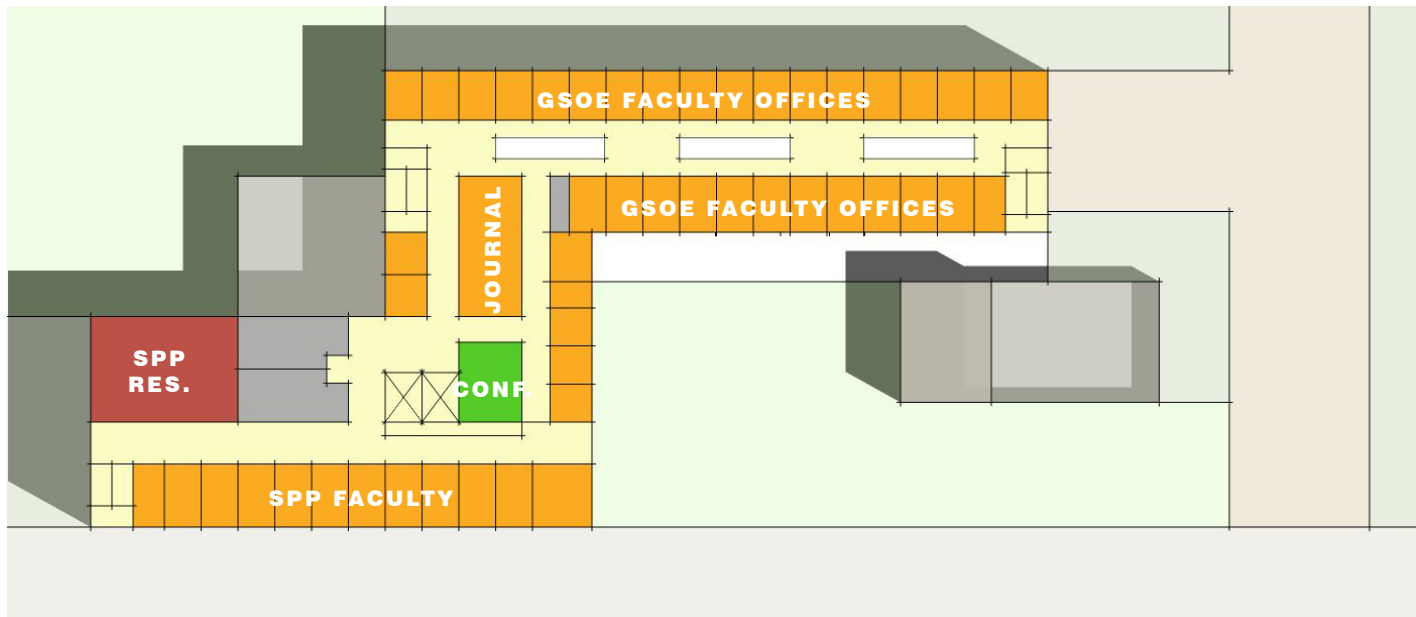 GSOE FACULTY OFFICES
GSOE FACULTY OFFICES
JOURNAL
SPP
RES.
CONF.
SPP FACULTY